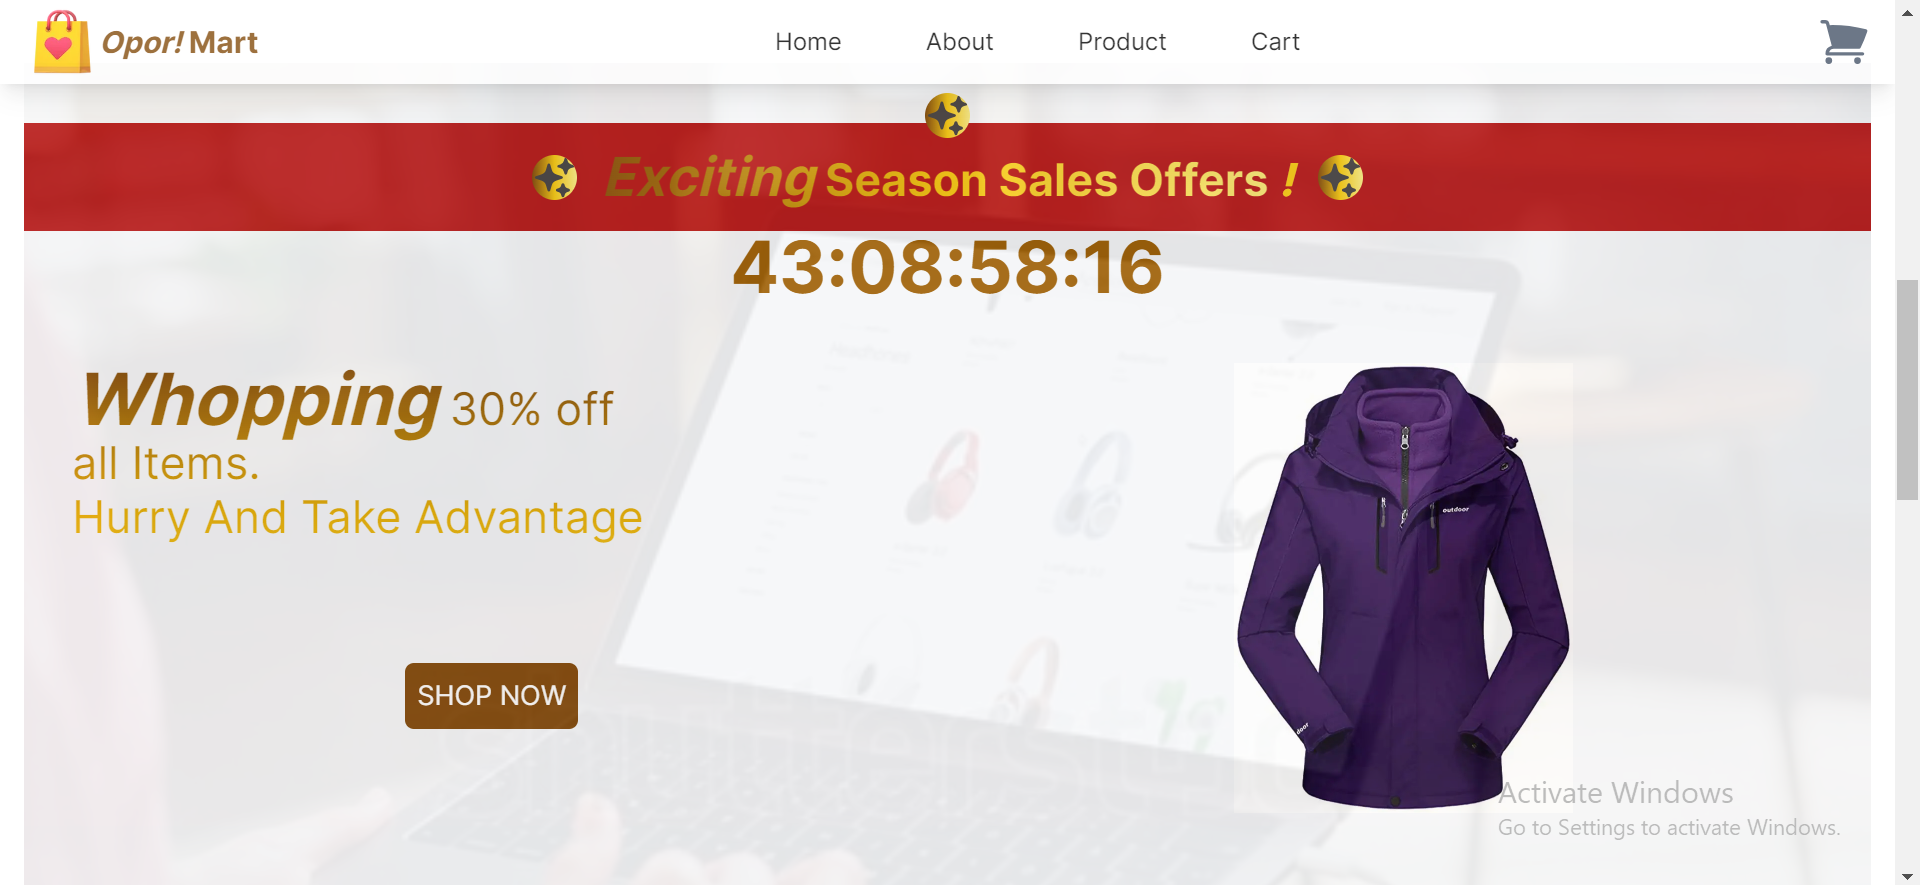 Opor! Mart
Home
About
Product
Cart
Exciting Season Sales Offers !
43:08:58:16
Whopping 30% off
all Items.
Hurry And Take Advantage
SHOP NOW
outdoor
door
Activate Windows
Go to Settings to activate Windows.